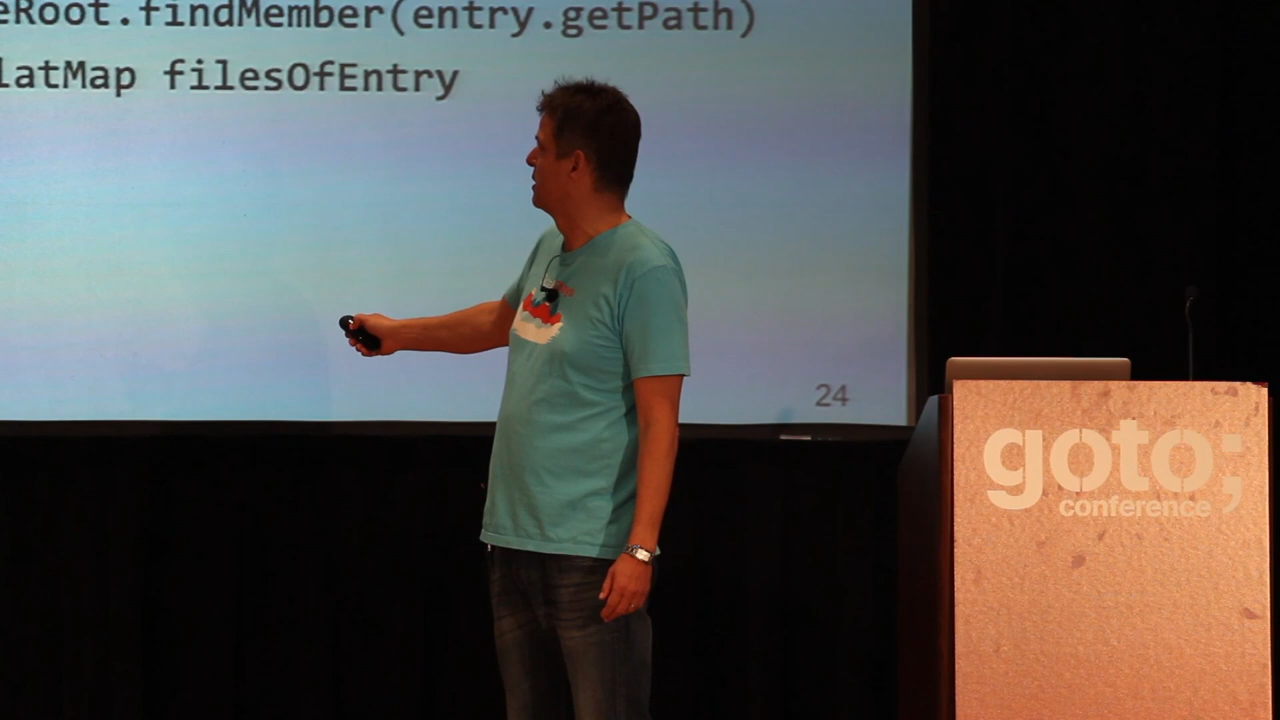 eRoot.findMember(entry.getPath)
latMap filesOfEntry
24
goto;
conference